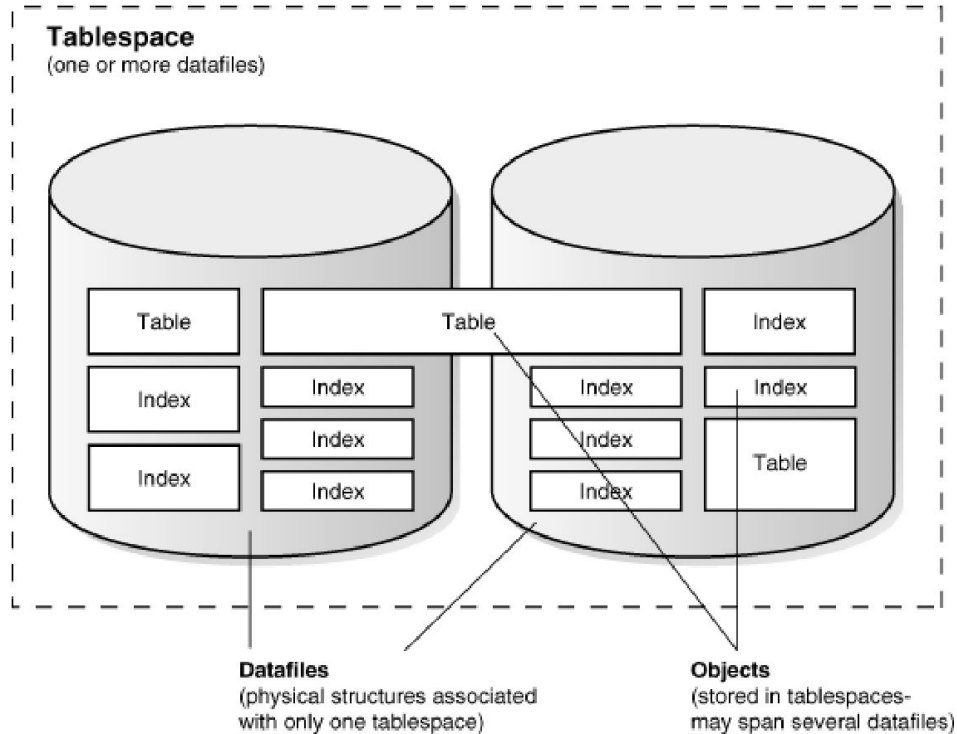 Tablespace
(one or more datafiles)
Table
Table
Index
Index
Index
Index
Index
Index
Index
Index
Index
Table
Index
Index
Datafiles
(physical structures associated
with only one tablespace)
Objects
(stored in tablespaces-
may span several datafiles)